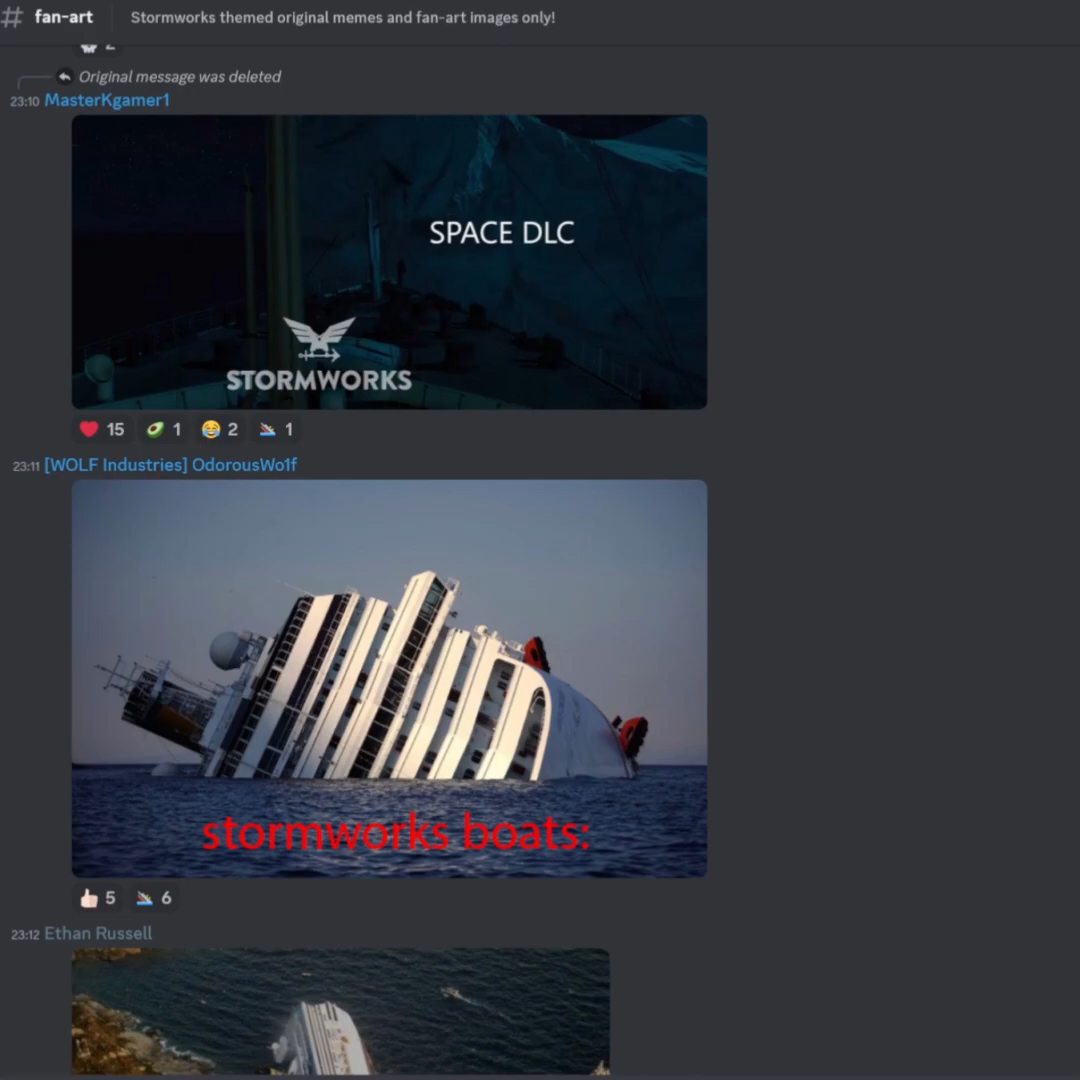 # fan-art Stormworks themed original memes and fan-art images only!
2
Original message was deleted
23:10 MasterKgamer1
SPACE DLC
STORMWORKS
15 1 2 1
23:11 [WOLF Industries] OdorousWo1f
stormworks boats:
5 6
23:12 Ethan Russell